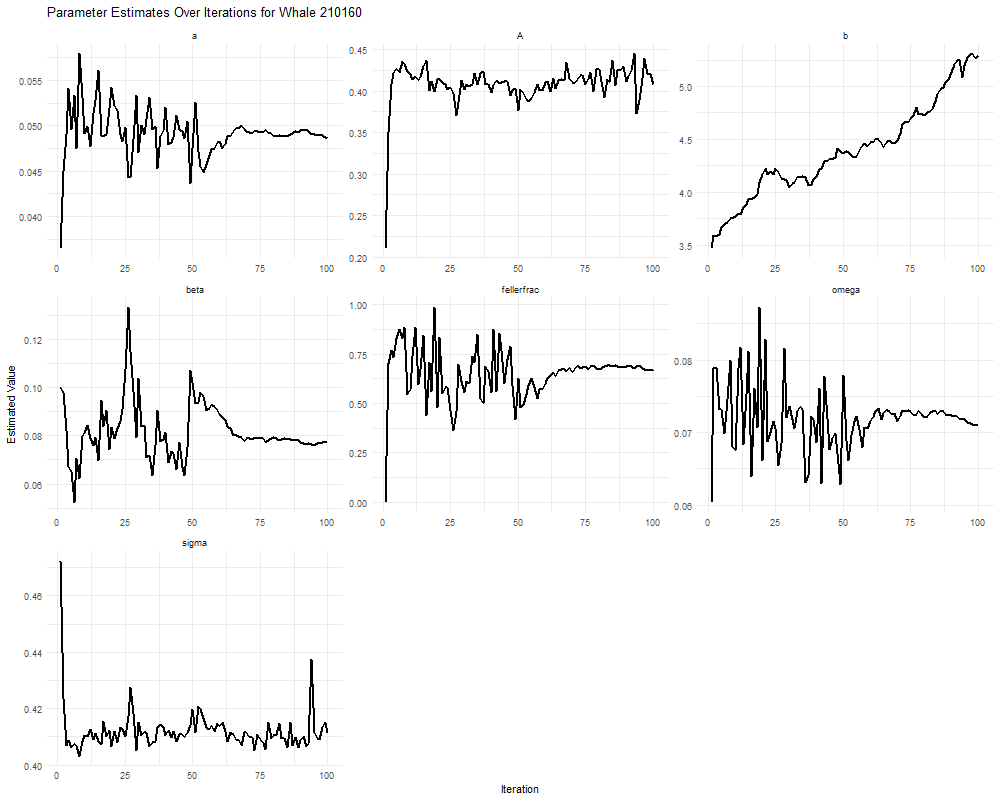 Parameter Estimates Over Iterations for Whale 210160
a
A
b
0.055
0.050
0.045
0.040
0.45
0.40
0.35
0.30
0.25
0.20
5.0
4.5
4.0
3.5
0 25 50 75 100
0 25 50 75 100
0 25 50 75 100
beta
fellerfrac
omega
0.12
0.10
0.08
0.06
1.00
0.75
0.50
0.25
0.00
0.08
0.07
0.06
0 25 50 75 100
0 25 50 75 100
0 25 50 75 100
sigma
0.46
0.44
0.42
0.40
0 25 50 75 100
Estimated Value
Iteration